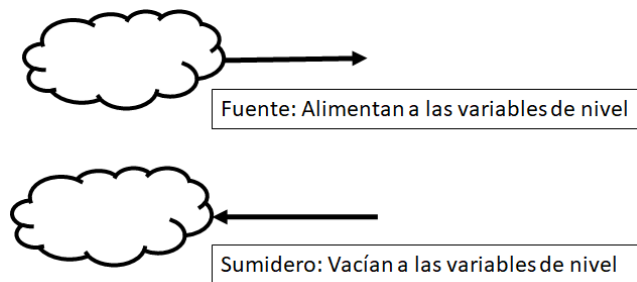 Fuente: Alimentan a las variables de nivel
Sumidero: Vacían a las variables de nivel